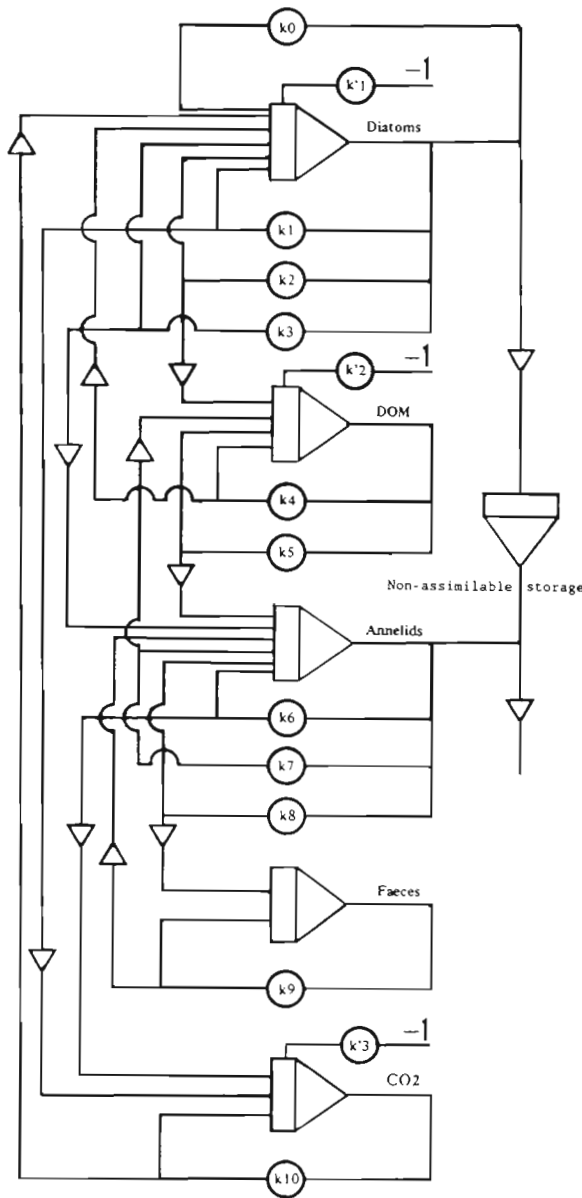 k0
k'1 -1
Diatoms
k1
k2
k3
k'2 -1
DOM
k4
k5
Non-assimilable storage
Annelids
k6
k7
k8
Faeces
k9
k'3 -1
CO2
k10